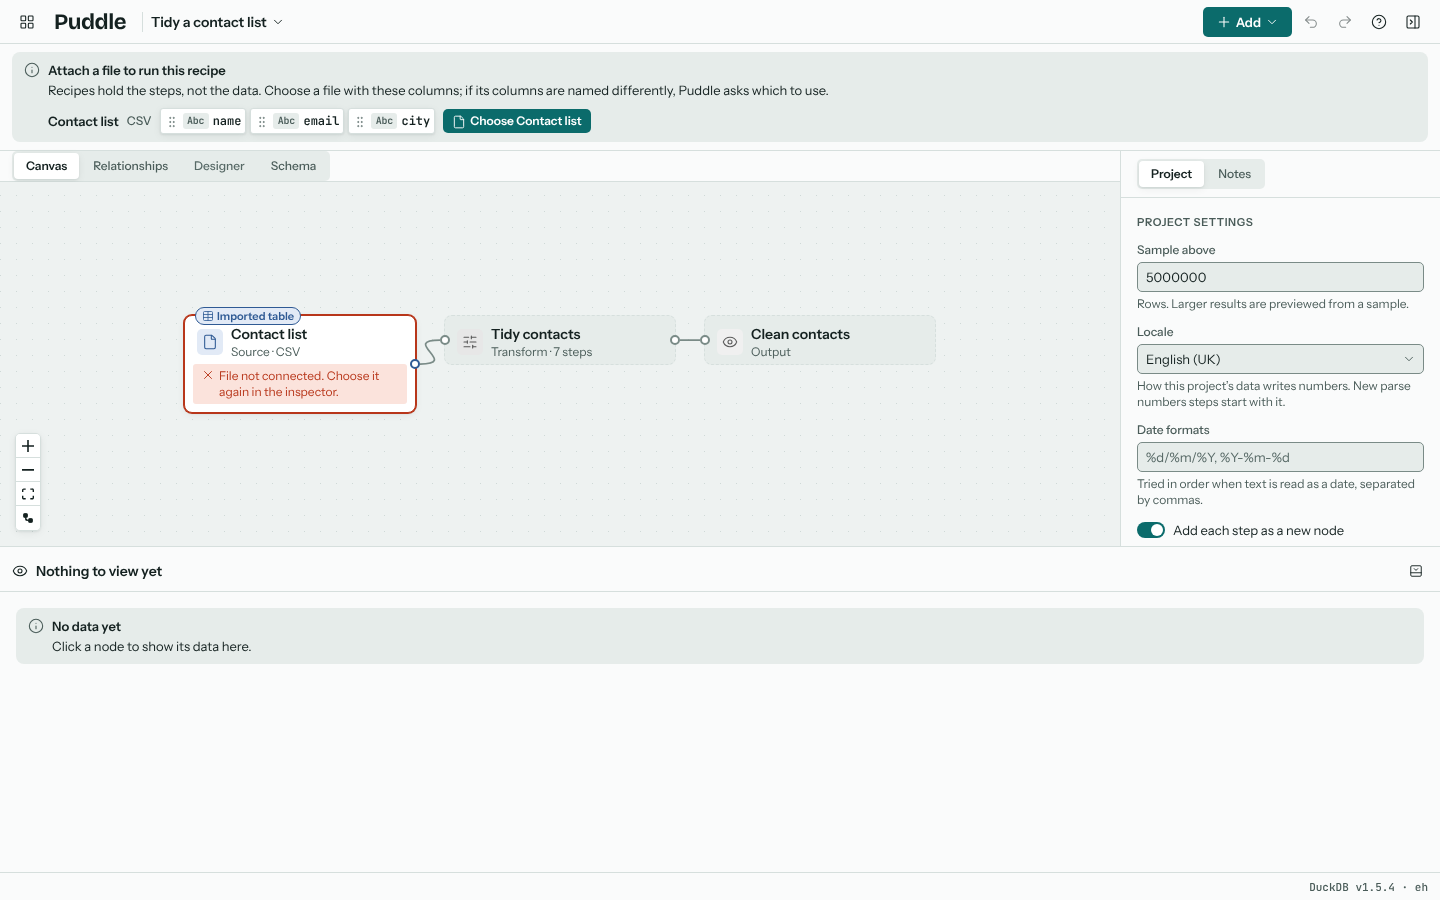 Puddle
Tidy a contact list
Add
Attach a file to run this recipe
Recipes hold the steps, not the data. Choose a file with these columns; if its columns are named differently, Puddle asks which to use.
Contact list CSV Abc name Abc email Abc city Choose Contact list
Canvas Relationships Designer Schema
Project Notes
PROJECT SETTINGS
Sample above
5000000
Rows. Larger results are previewed from a sample.
Locale
English (UK)
How this project's data writes numbers. New parse
numbers steps start with it.
Date formats
%d/%m/%Y, %Y-%m-%d
Tried in order when text is read as a date, separated
by commas.
Add each step as a new node
Imported table
Contact list
Source · CSV
File not connected. Choose it
again in the inspector.
Tidy contacts
Transform · 7 steps
Clean contacts
Output
Nothing to view yet
No data yet
Click a node to show its data here.
DuckDB v1.5.4 · eh